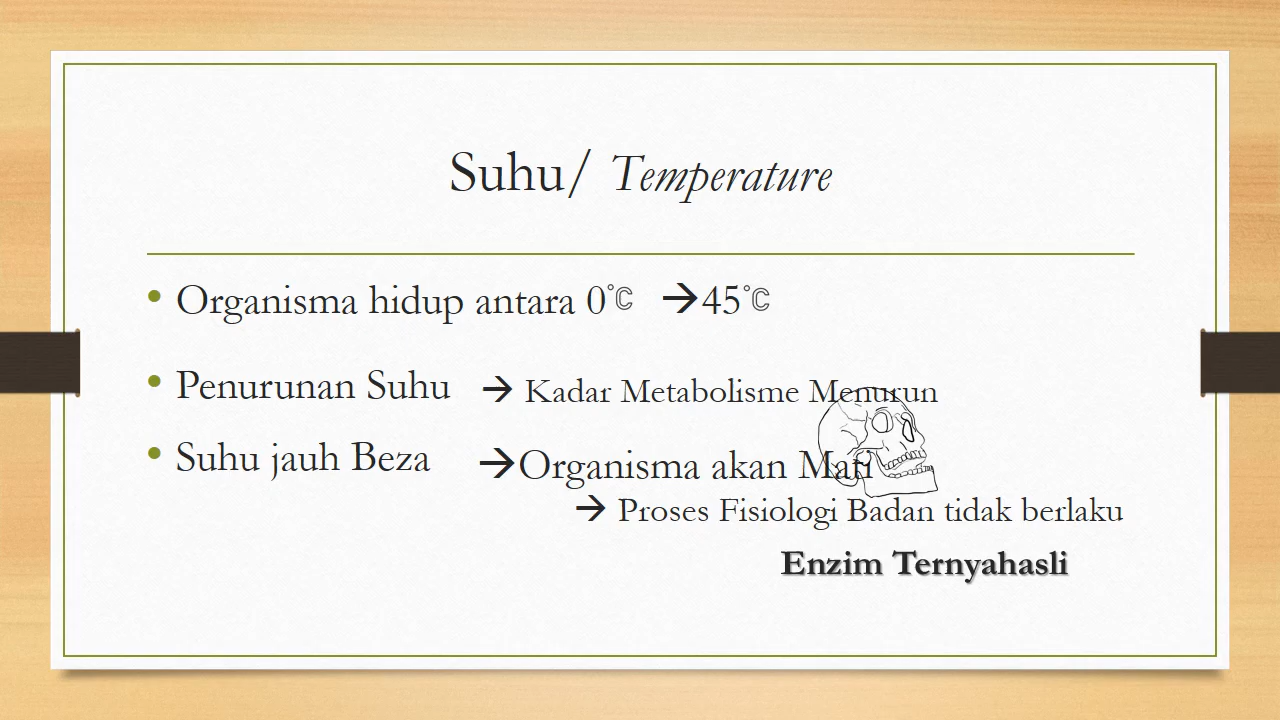 Suhu/ Temperature
• Organisma hidup antara 0℃ →45℃
• Penurunan Suhu → Kadar Metabolisme Menurun
• Suhu jauh Beza →Organisma akan Mati
→ Proses Fisiologi Badan tidak berlaku
Enzim Ternyahasli